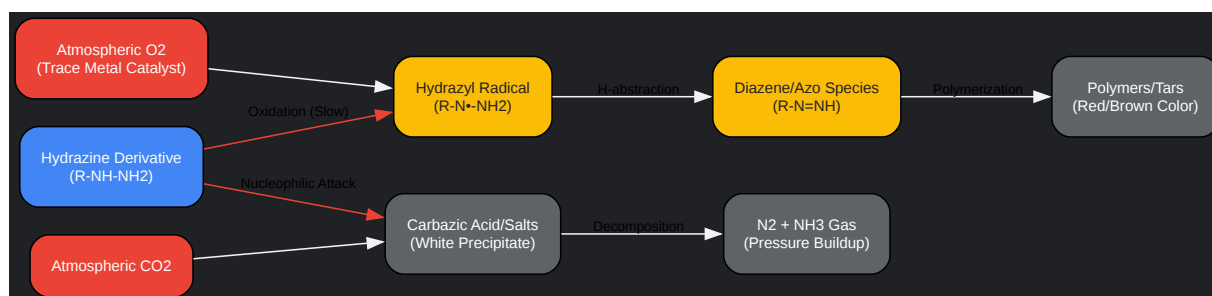 Atmospheric O2
(Trace Metal Catalyst)
Hydrazyl Radical
(R-N•-NH2)
H-abstraction
Diazene/Azo Species
(R-N=NH)
Polymerization
Polymers/Tars
(Red/Brown Color)
Oxidation (Slow)
Hydrazine Derivative
(R-NH-NH2)
Nucleophilic Attack
Carbazic Acid/Salts
(White Precipitate)
Decomposition
N2 + NH3 Gas
(Pressure Buildup)
Atmospheric CO2